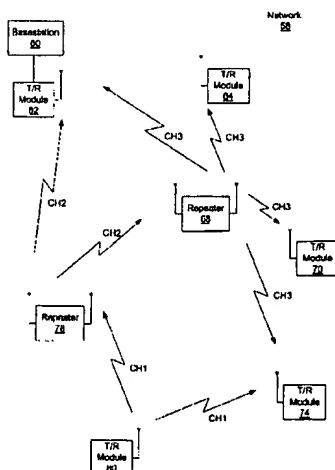 Network
58
Basestation
60
T/R
Module
62
T/R
Module
64
CH3
CH3
CH2
Repeater
68
CH3
CH2
T/R
Module
70
CH3
Repeater
78
CH1
T/R
Module
74
CH1
T/R
Module